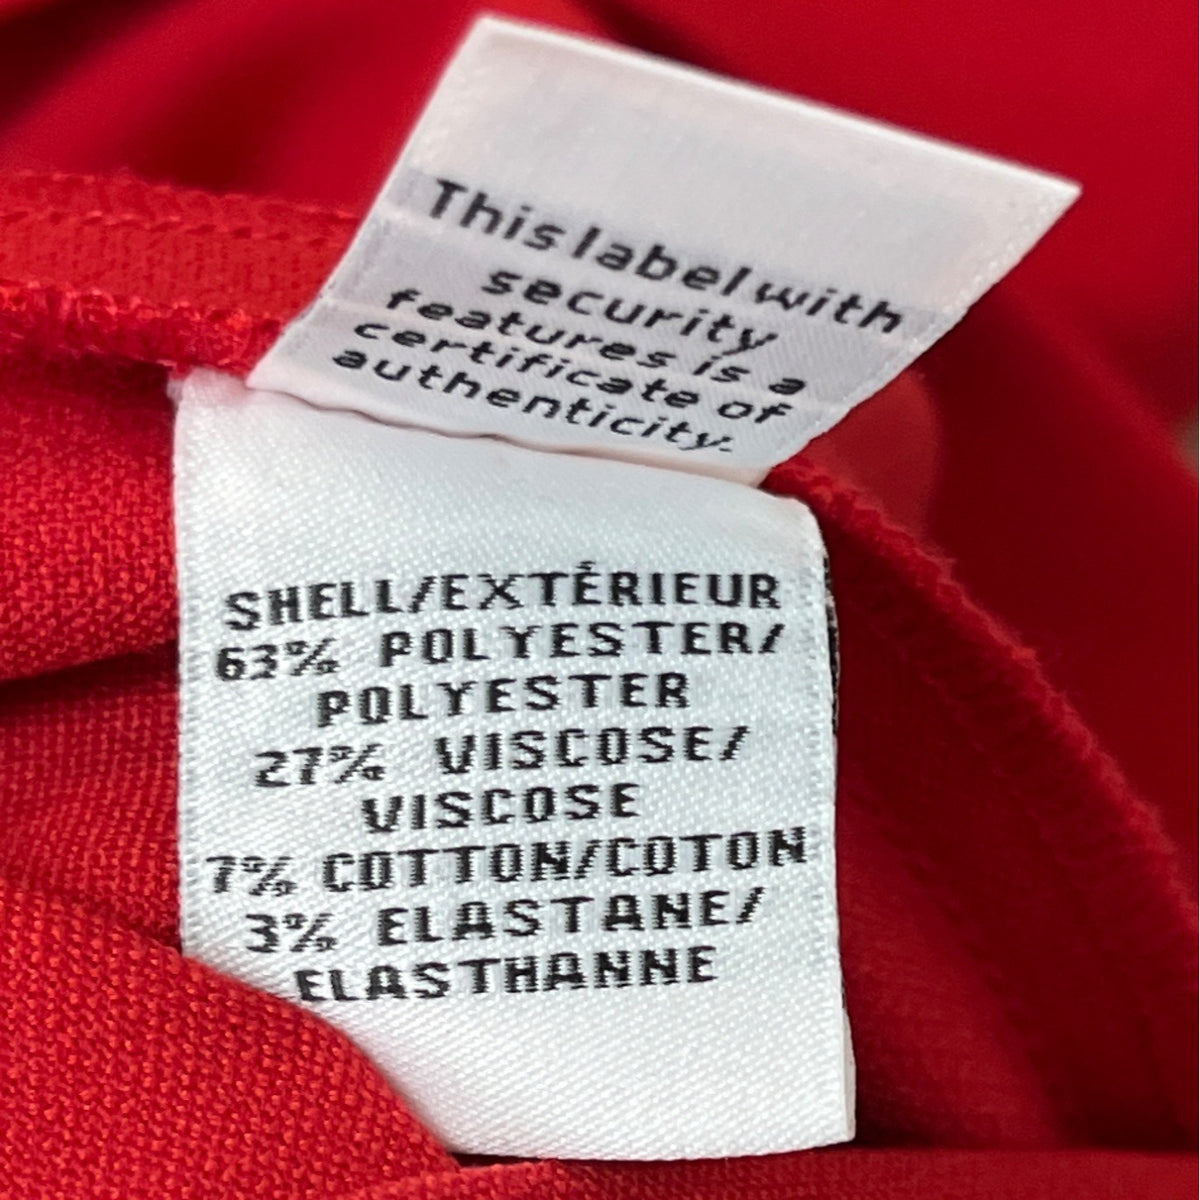 This label with
security
features is a
certificate of
authenticity.
SHELL/EXTÉRIEUR
63% POLYESTER/
POLYESTER
27% VISCOSE/
VISCOSE
7% COTTON/COTON
3% ELASTANE/
ELASTHANNE